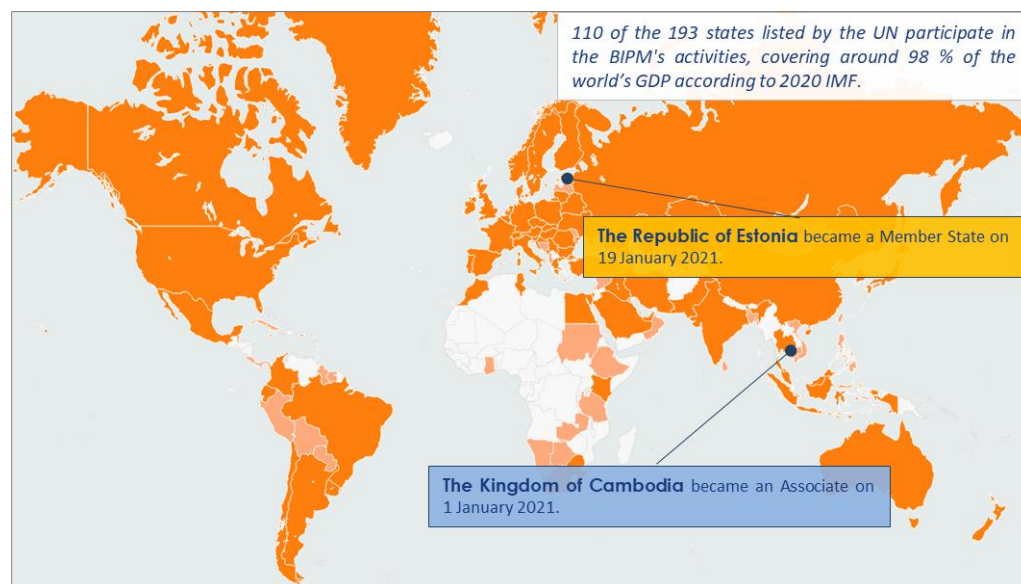 110 of the 193 states listed by the UN participate in
the BIPM's activities, covering around 98 % of the
world’s GDP according to 2020 IMF.
The Republic of Estonia became a Member State on
19 January 2021.
The Kingdom of Cambodia became an Associate on
1 January 2021.